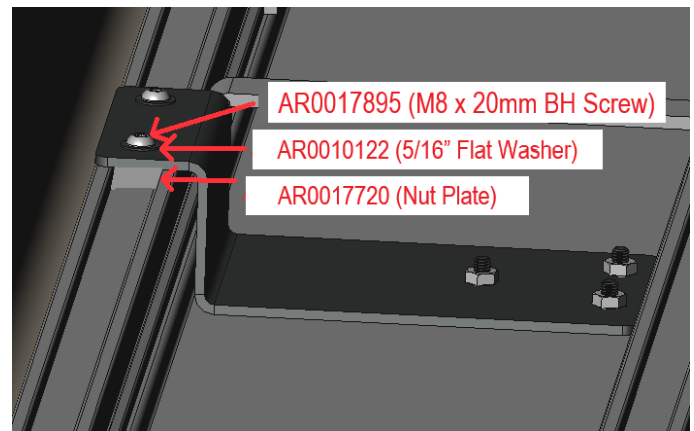 AR0017895 (M8 x 20mm BH Screw)
AR0010122 (5/16” Flat Washer)
AR0017720 (Nut Plate)